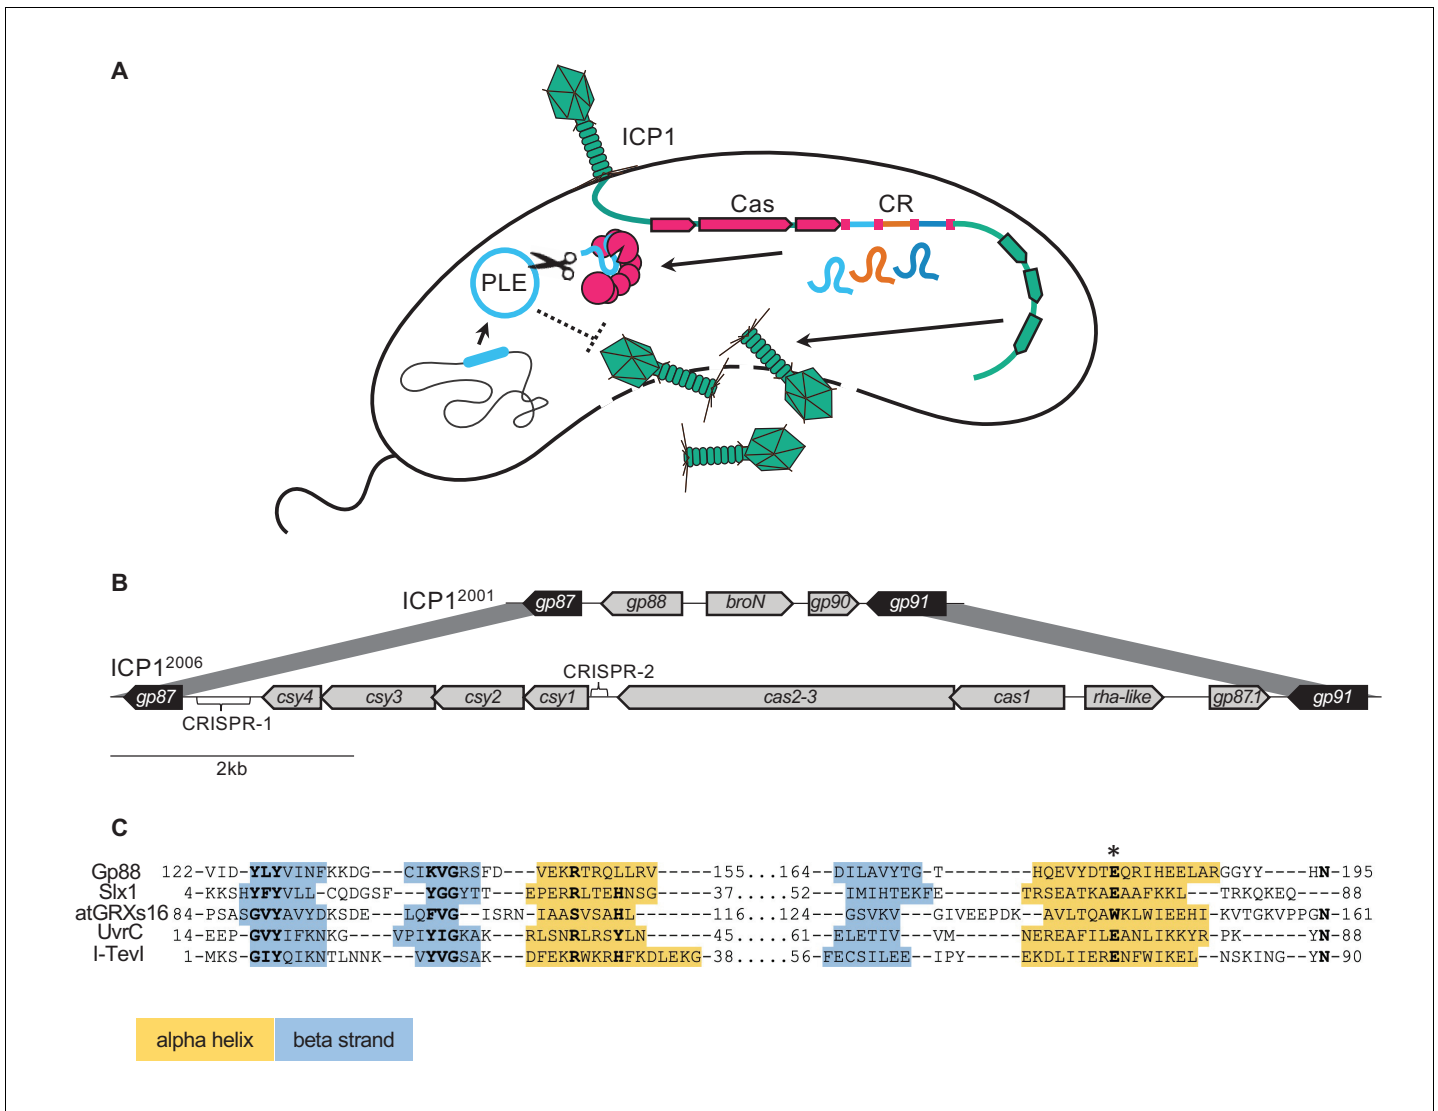 A
ICP1
Cas
CR
PLE
B
ICP1²⁰⁰¹
gp87
gp88
broN
gp90
gp91
ICP1²⁰⁰⁶
CRISPR-2
gp87
csy4
csy3
csy2
csy1
cas2-3
cas1
rha-like
gp87.1
gp91
CRISPR-1
2kb
C
*
Gp88 122-VID-YLYVINFKKDG---CIKVGRSFD--VEKRTRQLLRV----155...164--DILAVYTG-T-------HQEVYDTEQRIHEELARGGYY---HN-195
Slx1 4-KKSHYFYVLL-CQDGSF---YGGYTT--EPERRLTEHNSG-----37.....52---IMIHTEKFE-------TRSEATKAEAAFKKL--TRKQKEQ----88
atGRXs16 84-PSASGVYAVYDKSDE--LQFVG--ISRN-IAASVSAHL------116...124---GSVKV--GIVEEPDK--AVLTQAWKLWIEEHI-KVTGKVPPGN-161
UvrC 14-EEP-GVYIFKNKG----VPIYIGKAK--RLSNRLRSYLN-----45.....61--ELETIV---VM----NEREAFILEANLIKKYR-PK-----YN-88
I-TevI 1-MKS-GIYQIKNTLNNK---VYVGSAK--DFEKRWKRHFKDLEKG-38.....56-FECSILEE--IPY-----EKDLIIERENFWIKEL--NSKING--YN-90
alpha helix
beta strand